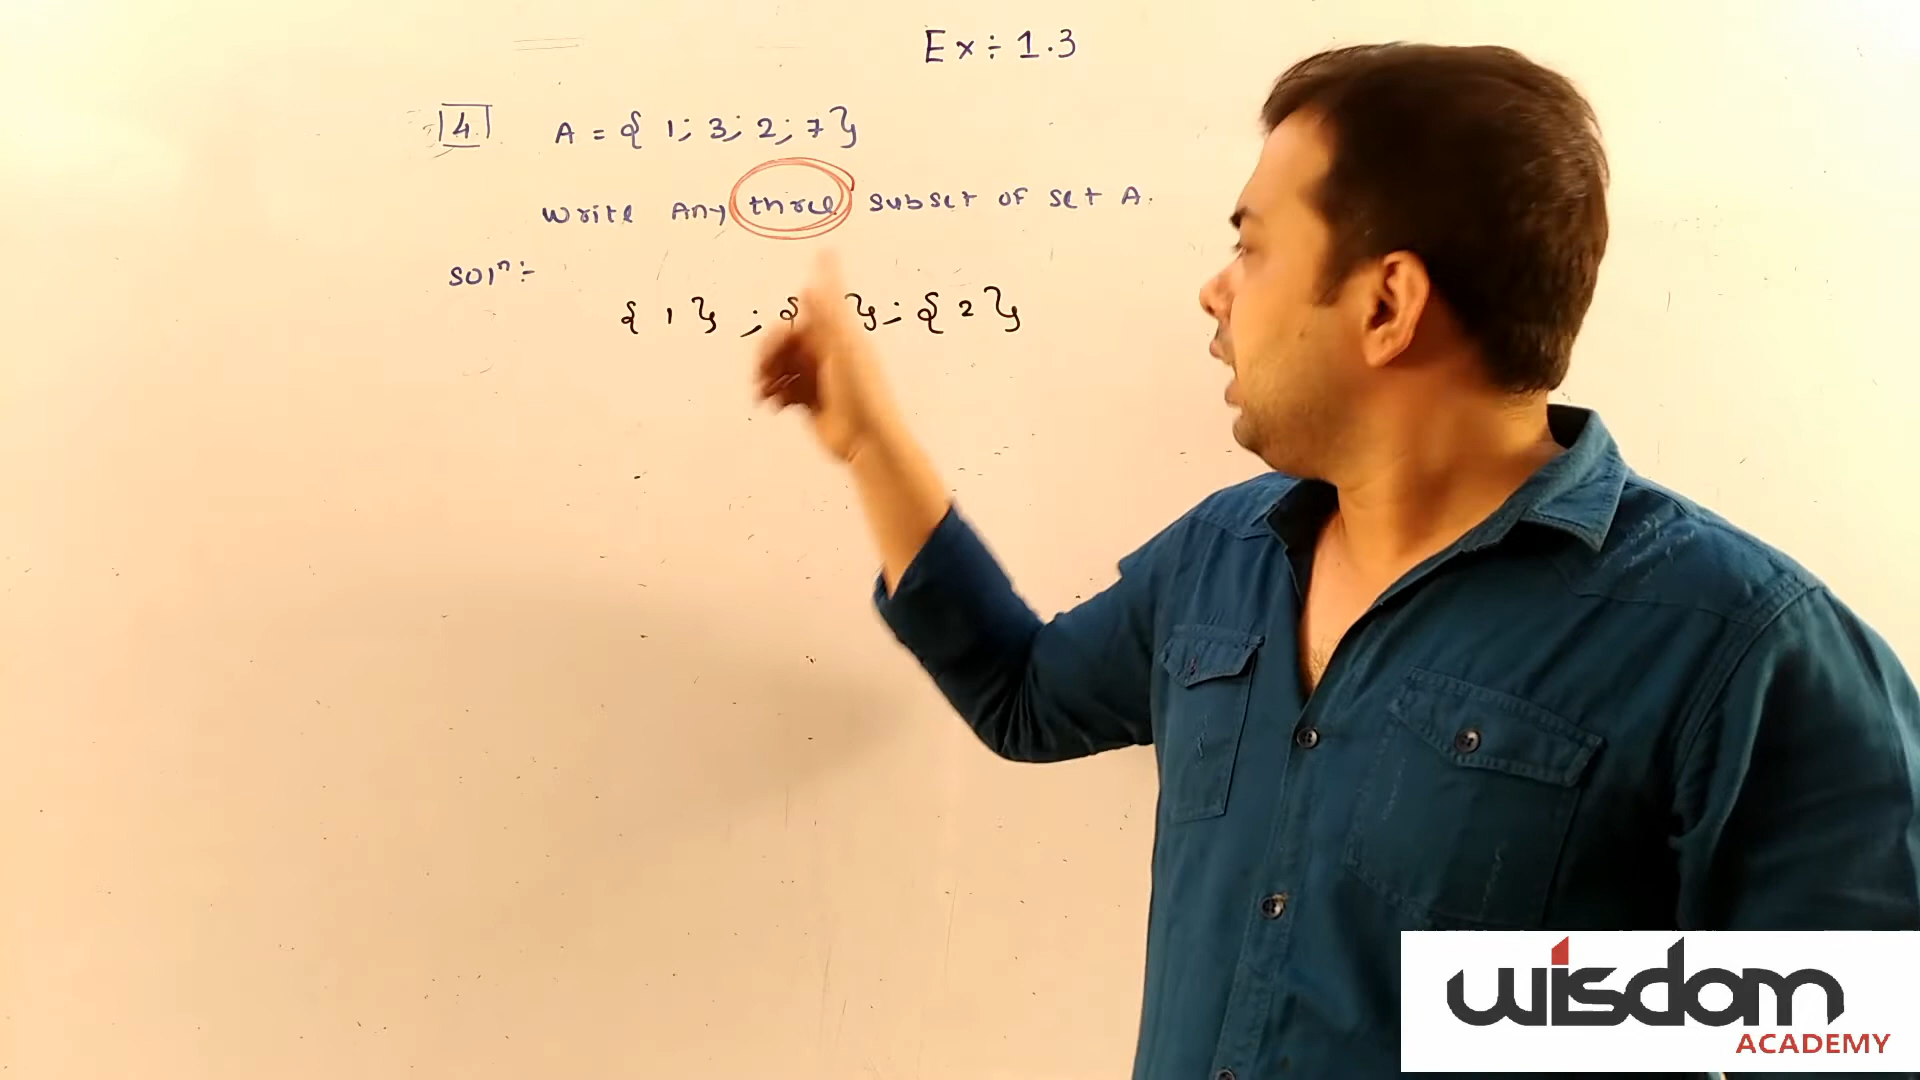 Ex ÷ 1.3
4 A = { 1; 3; 2; 7 }
Write Any three subset of set A.
Solⁿ :-
{ 1 } ; { } ; { 2 }
wisdom
ACADEMY